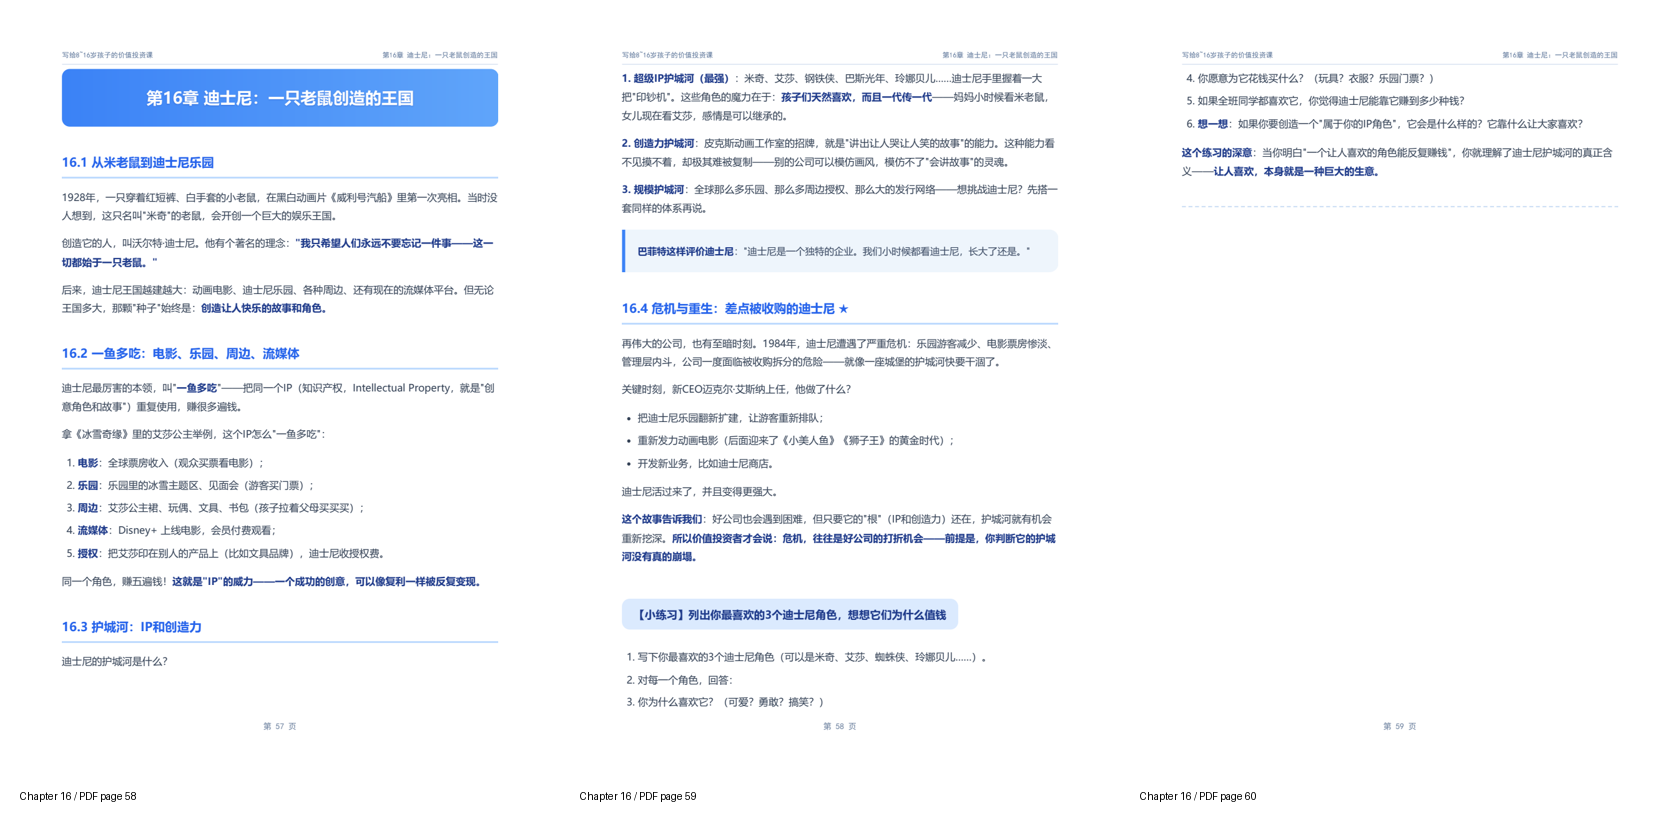 写给8~16岁孩子的价值投资课
第16章 迪士尼：一只老鼠创造的王国
第16章 迪士尼：一只老鼠创造的王国
16.1 从米老鼠到迪士尼乐园
1928年，一只穿着红短裤、白手套的小老鼠，在黑白动画片《威利号汽船》里第一次亮相。当时没
人想到，这只名叫"米奇"的老鼠，会开创一个巨大的娱乐王国。
创造它的人，叫沃尔特·迪士尼。他有个著名的理念："我只希望人们永远不要忘记一件事——这一
切都始于一只老鼠。"
后来，迪士尼王国越建越大：动画电影、迪士尼乐园、各种周边、还有现在的流媒体平台。但无论
王国多大，那颗"种子"始终是：创造让人快乐的故事和角色。
16.2 一鱼多吃：电影、乐园、周边、流媒体
迪士尼最厉害的本领，叫"一鱼多吃"——把同一个IP（知识产权，Intellectual Property，就是"创
意角色和故事"）重复使用，赚很多遍钱。
拿《冰雪奇缘》里的艾莎公主举例，这个IP怎么"一鱼多吃"：
1. 电影：全球票房收入（观众买票看电影）；
2. 乐园：乐园里的冰雪主题区、见面会（游客买门票）；
3. 周边：艾莎公主裙、玩偶、文具、书包（孩子拉着父母买买买）；
4. 流媒体：Disney+ 上线电影，会员付费观看；
5. 授权：把艾莎印在别人的产品上（比如文具品牌），迪士尼收授权费。
同一个角色，赚五遍钱！这就是"IP"的威力——一个成功的创意，可以像复利一样被反复变现。
16.3 护城河：IP和创造力
迪士尼的护城河是什么？
第 57 页
Chapter 16 / PDF page 58
写给8~16岁孩子的价值投资课
第16章 迪士尼：一只老鼠创造的王国
1. 超级IP护城河（最强）：米奇、艾莎、钢铁侠、巴斯光年、玲娜贝儿……迪士尼手里握着一大
把"印钞机"。这些角色的魔力在于：孩子们天然喜欢，而且一代传一代——妈妈小时候看米老鼠，
女儿现在看艾莎，感情是可以继承的。
2. 创造力护城河：皮克斯动画工作室的招牌，就是"讲出让人哭让人笑的故事"的能力。这种能力看
不见摸不着，却极其难被复制——别的公司可以模仿画风，模仿不了"会讲故事"的灵魂。
3. 规模护城河：全球那么多乐园、那么多周边授权、那么大的发行网络——想挑战迪士尼？先搭一
套同样的体系再说。
巴菲特这样评价迪士尼："迪士尼是一个独特的企业。我们小时候都看迪士尼，长大了还是。"
16.4 危机与重生：差点被收购的迪士尼 ★
再伟大的公司，也有至暗时刻。1984年，迪士尼遭遇了严重危机：乐园游客减少、电影票房惨淡、
管理层内斗，公司一度面临被收购拆分的危险——就像一座城堡的护城河快要干涸了。
关键时刻，新CEO迈克尔·艾斯纳上任，他做了什么？
• 把迪士尼乐园翻新扩建，让游客重新排队；
• 重新发力动画电影（后面迎来了《小美人鱼》《狮子王》的黄金时代）；
• 开发新业务，比如迪士尼商店。
迪士尼活过来了，并且变得更强大。
这个故事告诉我们：好公司也会遇到困难，但只要它的"根"（IP和创造力）还在，护城河就有机会
重新挖深。所以价值投资者才会说：危机，往往是好公司的打折机会——前提是，你判断它的护城
河没有真的崩塌。
【小练习】列出你最喜欢的3个迪士尼角色，想想它们为什么值钱
1. 写下你最喜欢的3个迪士尼角色（可以是米奇、艾莎、蜘蛛侠、玲娜贝儿……）。
2. 对每一个角色，回答：
3. 你为什么喜欢它？（可爱？勇敢？搞笑？）
第 58 页
Chapter 16 / PDF page 59
写给8~16岁孩子的价值投资课
第16章 迪士尼：一只老鼠创造的王国
4. 你愿意为它花钱买什么？（玩具？衣服？乐园门票？）
5. 如果全班同学都喜欢它，你觉得迪士尼能靠它赚到多少种钱？
6. 想一想：如果你要创造一个"属于你的IP角色"，它会是什么样的？它靠什么让大家喜欢？
这个练习的深意：当你明白"一个让人喜欢的角色能反复赚钱"，你就理解了迪士尼护城河的真正含
义——让人喜欢，本身就是一种巨大的生意。
第 59 页
Chapter 16 / PDF page 60